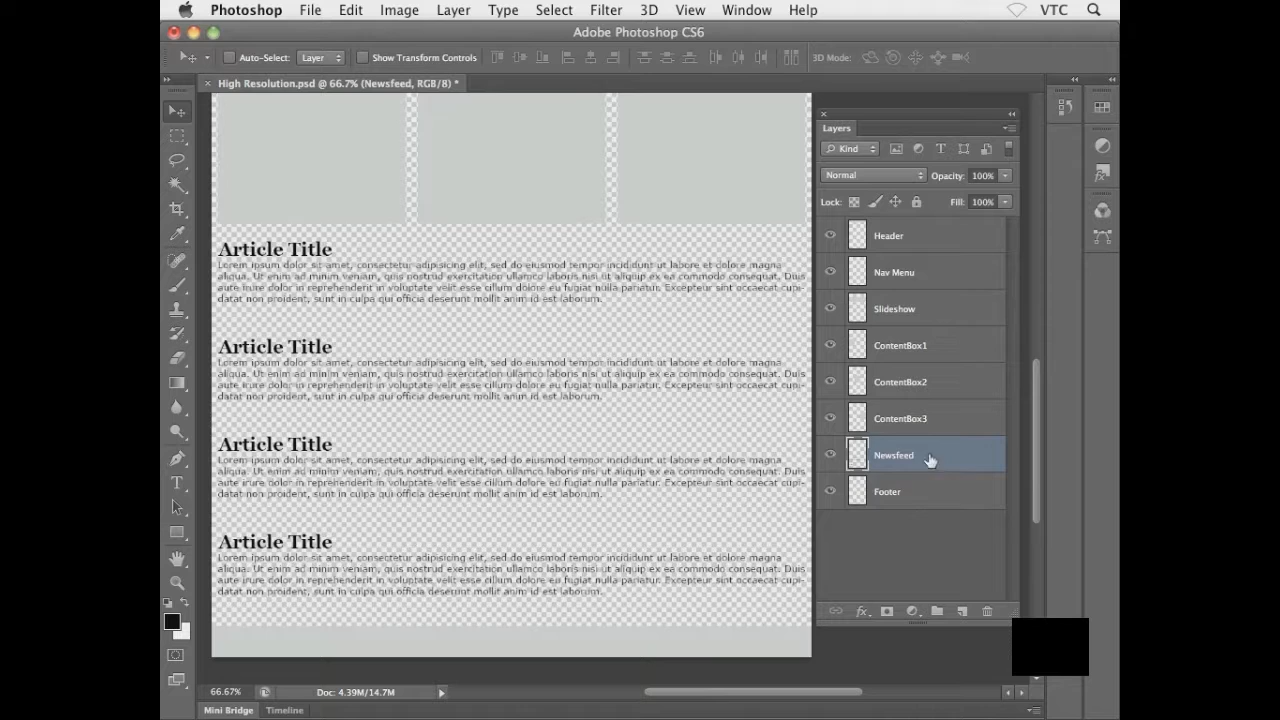 Photoshop File Edit Image Layer Type Select Filter 3D View Window Help VTC
Adobe Photoshop CS6
Auto-Select: Layer Show Transform Controls 3D Mode:
High Resolution.psd @ 66.7% (Newsfeed, RGB/8) *
Layers
Kind
Normal Opacity: 100%
Lock: Fill: 100%
Header
Nav Menu
Slideshow
ContentBox1
ContentBox2
ContentBox3
Newsfeed
Footer
fx
Article Title
Lorem ipsum dolor sit amet, consectetur adipisicing elit, sed do eiusmod tempor incididunt ut labore et dolore magna
aliqua. Ut enim ad minim veniam, quis nostrud exercitation ullamco laboris nisi ut aliquip ex ea commodo consequat. Duis
aute irure dolor in reprehenderit in voluptate velit esse cillum dolore eu fugiat nulla pariatur. Excepteur sint occaecat cupi-
datat non proident, sunt in culpa qui officia deserunt mollit anim id est laborum.
Article Title
Lorem ipsum dolor sit amet, consectetur adipisicing elit, sed do eiusmod tempor incididunt ut labore et dolore magna
aliqua. Ut enim ad minim veniam, quis nostrud exercitation ullamco laboris nisi ut aliquip ex ea commodo consequat. Duis
aute irure dolor in reprehenderit in voluptate velit esse cillum dolore eu fugiat nulla pariatur. Excepteur sint occaecat cupi-
datat non proident, sunt in culpa qui officia deserunt mollit anim id est laborum.
Article Title
Lorem ipsum dolor sit amet, consectetur adipisicing elit, sed do eiusmod tempor incididunt ut labore et dolore magna
aliqua. Ut enim ad minim veniam, quis nostrud exercitation ullamco laboris nisi ut aliquip ex ea commodo consequat. Duis
aute irure dolor in reprehenderit in voluptate velit esse cillum dolore eu fugiat nulla pariatur. Excepteur sint occaecat cupi-
datat non proident, sunt in culpa qui officia deserunt mollit anim id est laborum.
Article Title
Lorem ipsum dolor sit amet, consectetur adipisicing elit, sed do eiusmod tempor incididunt ut labore et dolore magna
aliqua. Ut enim ad minim veniam, quis nostrud exercitation ullamco laboris nisi ut aliquip ex ea commodo consequat. Duis
aute irure dolor in reprehenderit in voluptate velit esse cillum dolore eu fugiat nulla pariatur. Excepteur sint occaecat cupi-
datat non proident, sunt in culpa qui officia deserunt mollit anim id est laborum.
66.67% Doc: 4.39M/14.7M
Mini Bridge Timeline